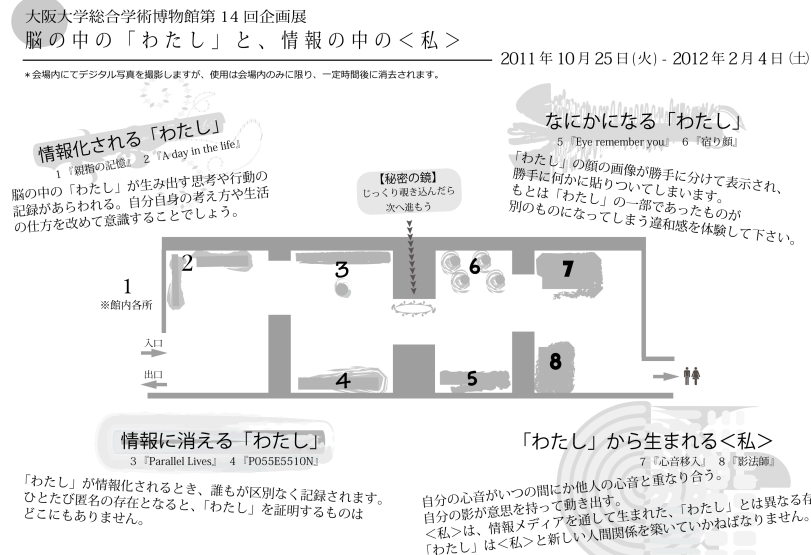 大阪大学総合学術博物館第 14 回企画展
脳の中の「わたし」と、情報の中の＜私＞
2011 年 10 月 25 日(火) - 2012 年 2 月 4 日(土)
＊会場内にてデジタル写真を撮影しますが、使用は会場内のみに限り、一定時間後に消去されます。
情報化される「わたし」
1 『親指の記憶』 2 『A day in the life』
脳の中の「わたし」が生み出す思考や行動の
記録があらわれる。自分自身の考え方や生活
の仕方を改めて意識することでしょう。
【秘密の鏡】
じっくり覗き込んだら
次へ進もう
なにかになる「わたし」
5 『Eye remember you』 6 『宿り顔』
「わたし」の顔の画像が勝手に分けて表示され、
勝手に何かに貼りついてしまいます。
もとは「わたし」の一部であったものが
別のものになってしまう違和感を体験して下さい。
1
※館内各所
2
3
6
7
入口
出口
4
5
8
情報に消える「わたし」
3 『Parallel Lives』 4 『PO55E5510N』
「わたし」が情報化されるとき、誰もが区別なく記録されます。
ひとたび匿名の存在となると、「わたし」を証明するものは
どこにもありません。
「わたし」から生まれる＜私＞
7 『心音移入』 8 『影法師』
自分の心音がいつの間にか他人の心音と重なり合う。
自分の影が意思を持って動き出す。
＜私＞は、情報メディアを通して生まれた、「わたし」とは異なる存
「わたし」は＜私＞と新しい人間関係を築いていかねばなりません。